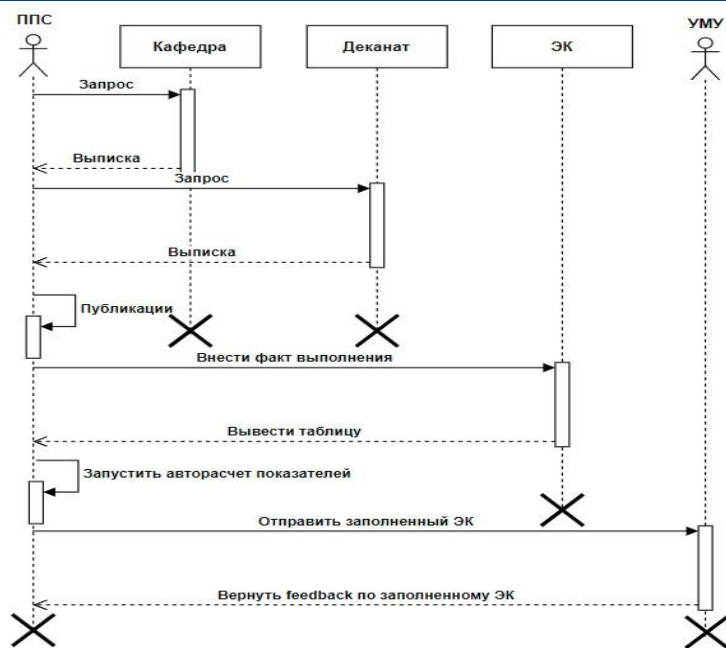 ППС
Кафедра
Деканат
ЭК
УМУ
Запрос
Выписка
Запрос
Выписка
Публикации
Внести факт выполнения
Вывести таблицу
Запустить авторасчет показателей
Отправить заполненный ЭК
Вернуть feedback по заполненному ЭК